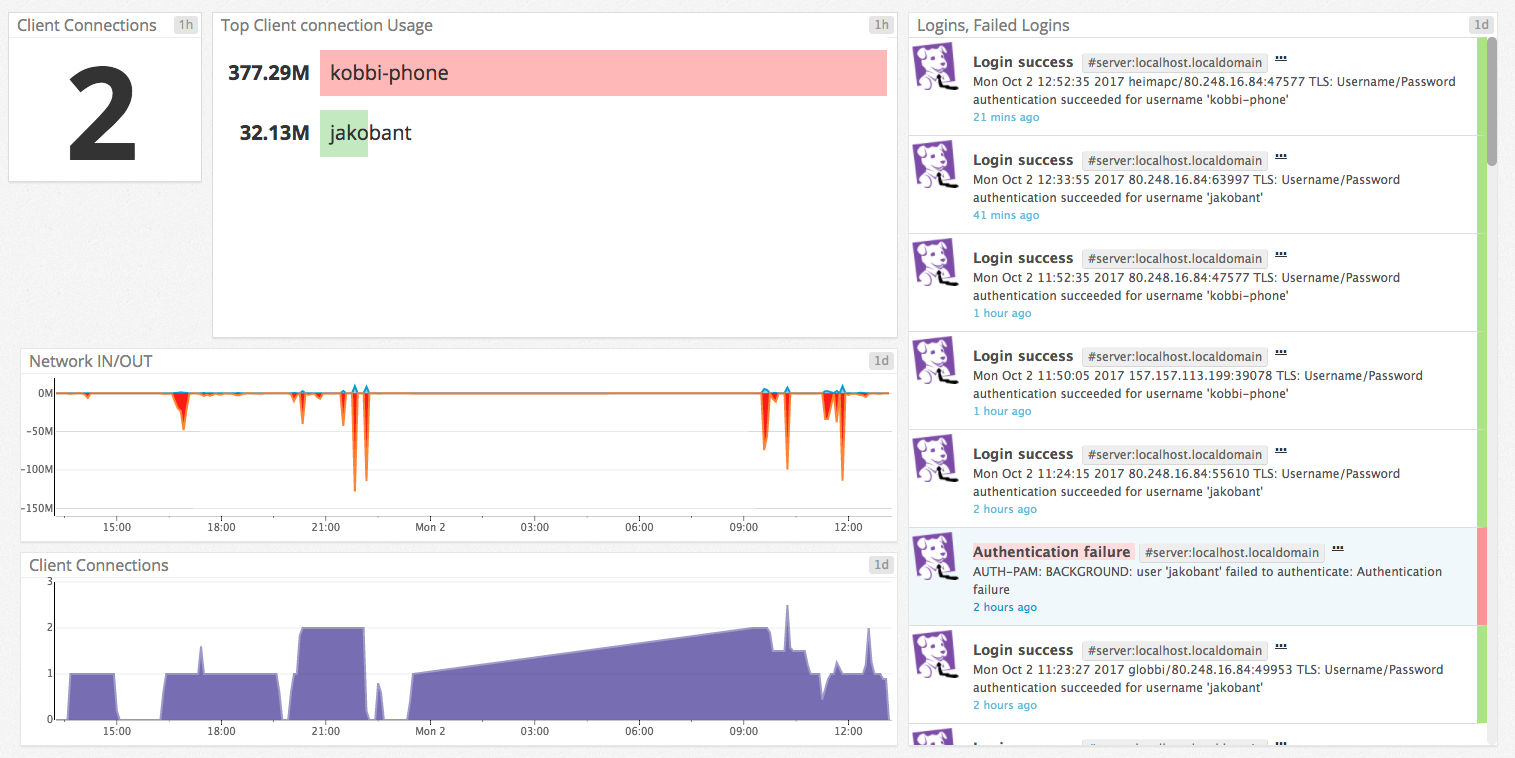 Client Connections 1h
2
Top Client connection Usage 1h
377.29M kobbi-phone
32.13M jakobant
Network IN/OUT 1d
0M
-50M
-100M
-150M
15:00 18:00 21:00 Mon 2 03:00 06:00 09:00 12:00
Client Connections 1d
3
2
1
0
15:00 18:00 21:00 Mon 2 03:00 06:00 09:00 12:00
Logins, Failed Logins 1d
Login success #server:localhost.localdomain ...
Mon Oct 2 12:52:35 2017 heimapc/80.248.16.84:47577 TLS: Username/Password
authentication succeeded for username 'kobbi-phone'
21 mins ago
Login success #server:localhost.localdomain ...
Mon Oct 2 12:33:55 2017 80.248.16.84:63997 TLS: Username/Password
authentication succeeded for username 'jakobant'
41 mins ago
Login success #server:localhost.localdomain ...
Mon Oct 2 11:52:35 2017 80.248.16.84:47577 TLS: Username/Password
authentication succeeded for username 'kobbi-phone'
1 hour ago
Login success #server:localhost.localdomain ...
Mon Oct 2 11:50:05 2017 157.157.113.199:39078 TLS: Username/Password
authentication succeeded for username 'kobbi-phone'
1 hour ago
Login success #server:localhost.localdomain ...
Mon Oct 2 11:24:15 2017 80.248.16.84:55610 TLS: Username/Password
authentication succeeded for username 'jakobant'
2 hours ago
Authentication failure #server:localhost.localdomain ...
AUTH-PAM: BACKGROUND: user 'jakobant' failed to authenticate: Authentication
failure
2 hours ago
Login success #server:localhost.localdomain ...
Mon Oct 2 11:23:27 2017 globbi/80.248.16.84:49953 TLS: Username/Password
authentication succeeded for username 'jakobant'
2 hours ago